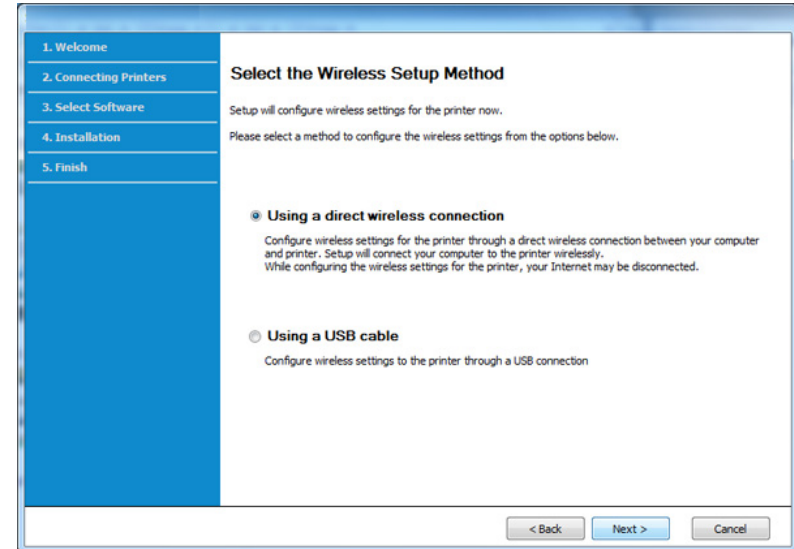 1. Welcome
2. Connecting Printers
3. Select Software
4. Installation
5. Finish
Select the Wireless Setup Method
Setup will configure wireless settings for the printer now.
Please select a method to configure the wireless settings from the options below.
Using a direct wireless connection
Configure wireless settings for the printer through a direct wireless connection between your computer
and printer. Setup will connect your computer to the printer wirelessly.
While configuring the wireless settings for the printer, your Internet may be disconnected.
Using a USB cable
Configure wireless settings to the printer through a USB connection
< Back
Next >
Cancel